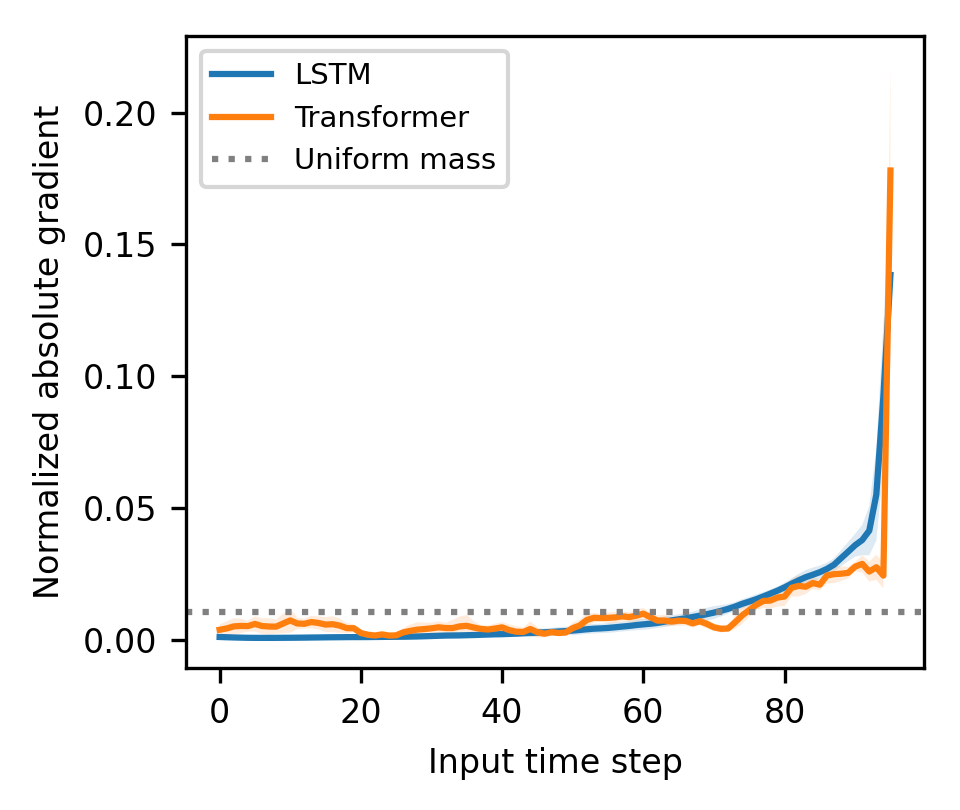 LSTM
Transformer
Uniform mass
Normalized absolute gradient
0.20
0.15
0.10
0.05
0.00
0 20 40 60 80
Input time step